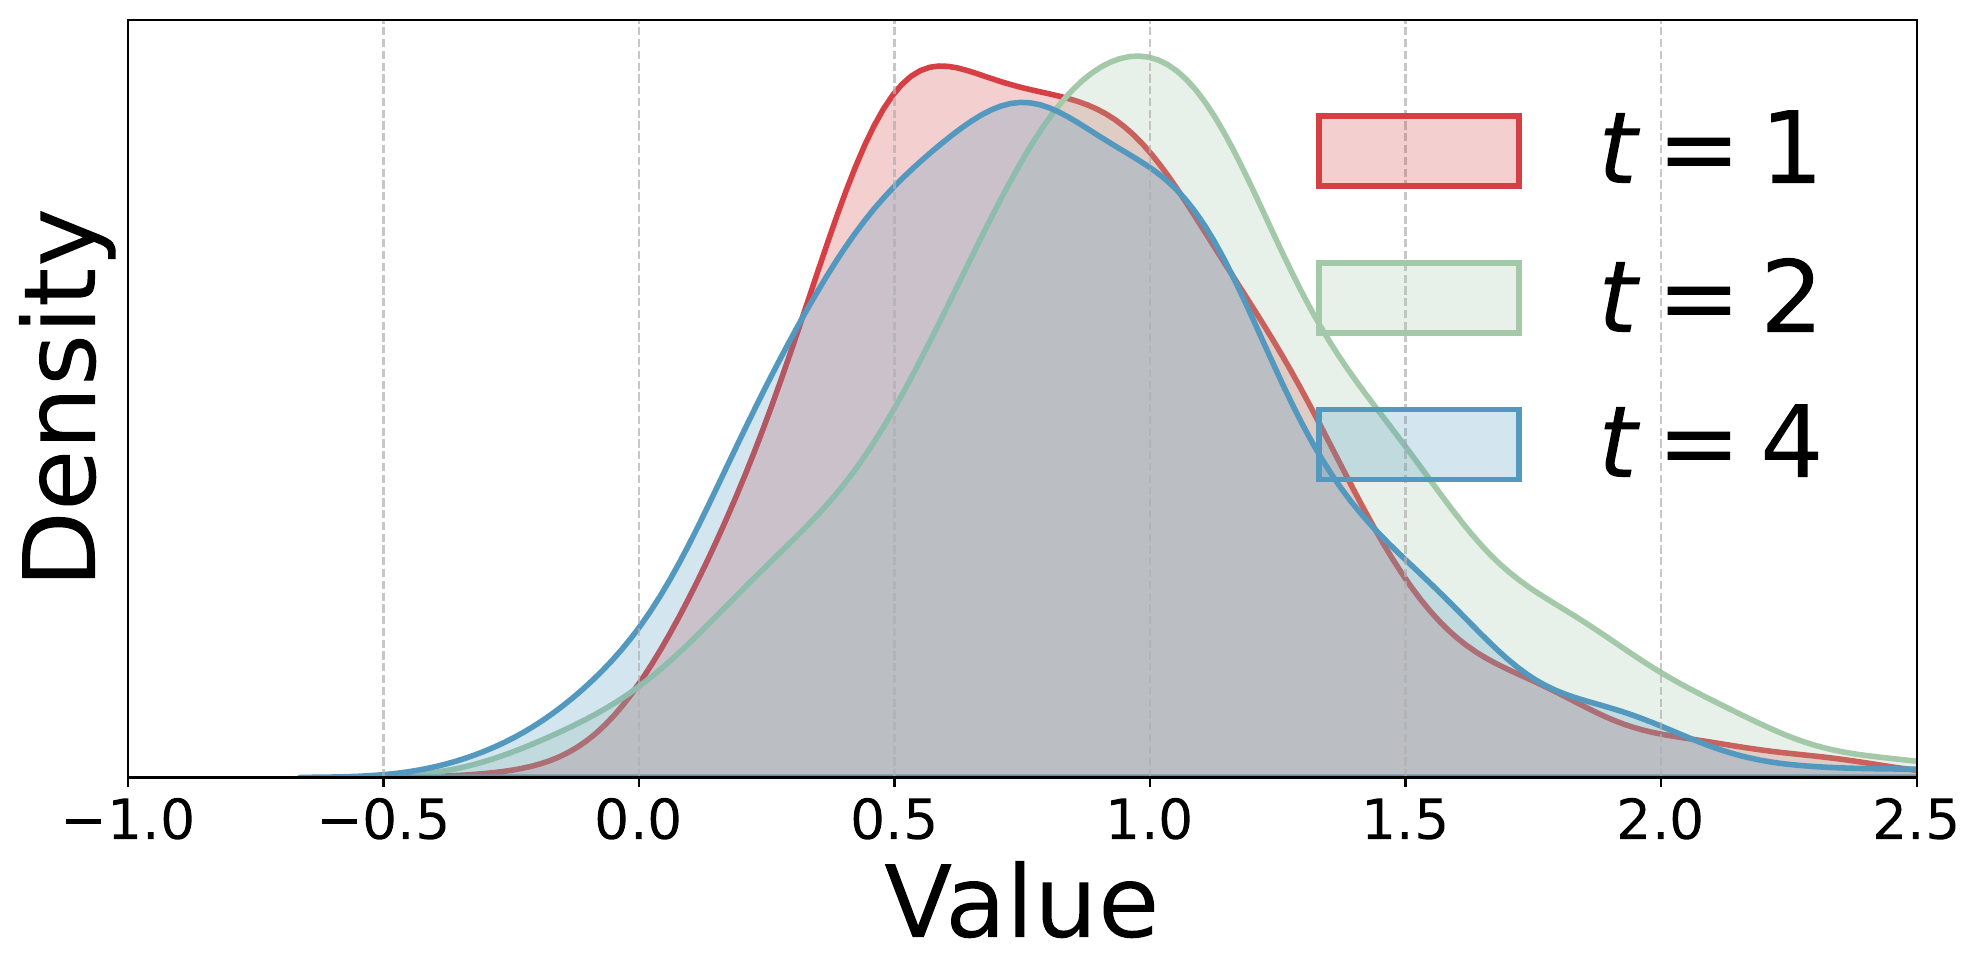 Density
t = 1
t = 2
t = 4
−1.0 −0.5 0.0 0.5 1.0 1.5 2.0 2.5
Value